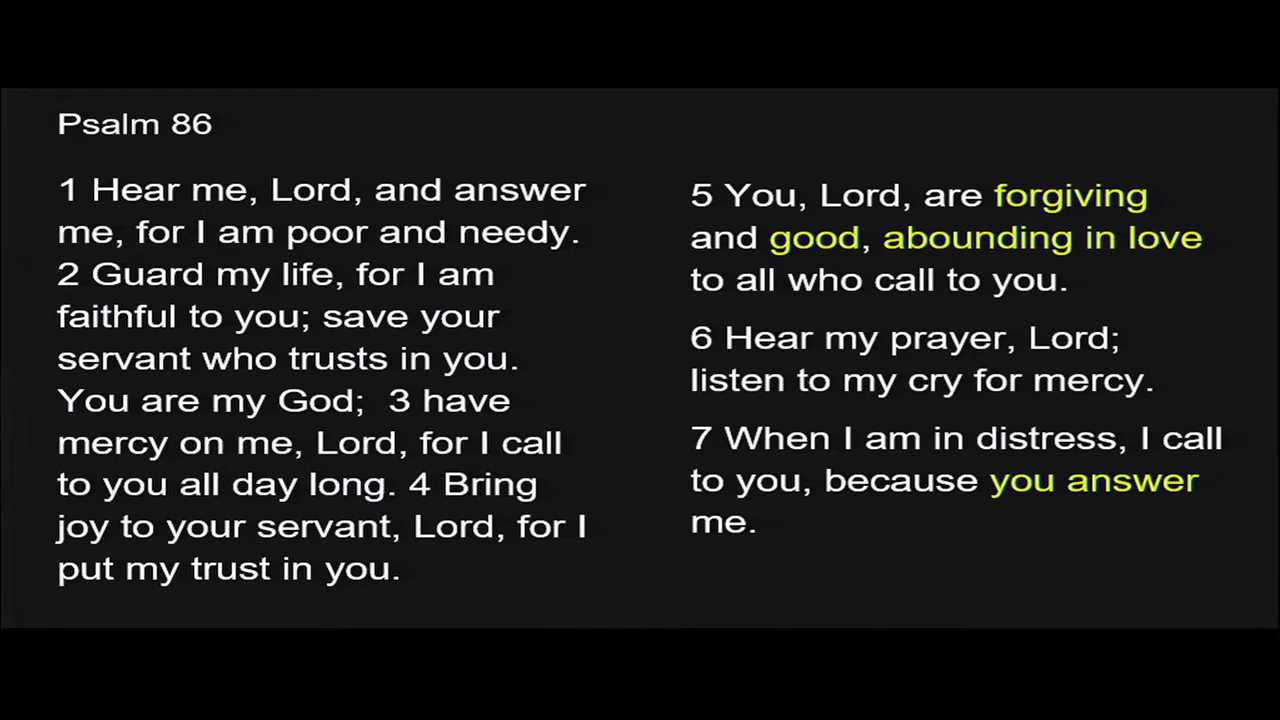 Psalm 86
1 Hear me, Lord, and answer
me, for I am poor and needy.
2 Guard my life, for I am
faithful to you; save your
servant who trusts in you.
You are my God;  3 have
mercy on me, Lord, for I call
to you all day long. 4 Bring
joy to your servant, Lord, for I
put my trust in you.
5 You, Lord, are forgiving
and good, abounding in love
to all who call to you.
6 Hear my prayer, Lord;
listen to my cry for mercy.
7 When I am in distress, I call
to you, because you answer
me.